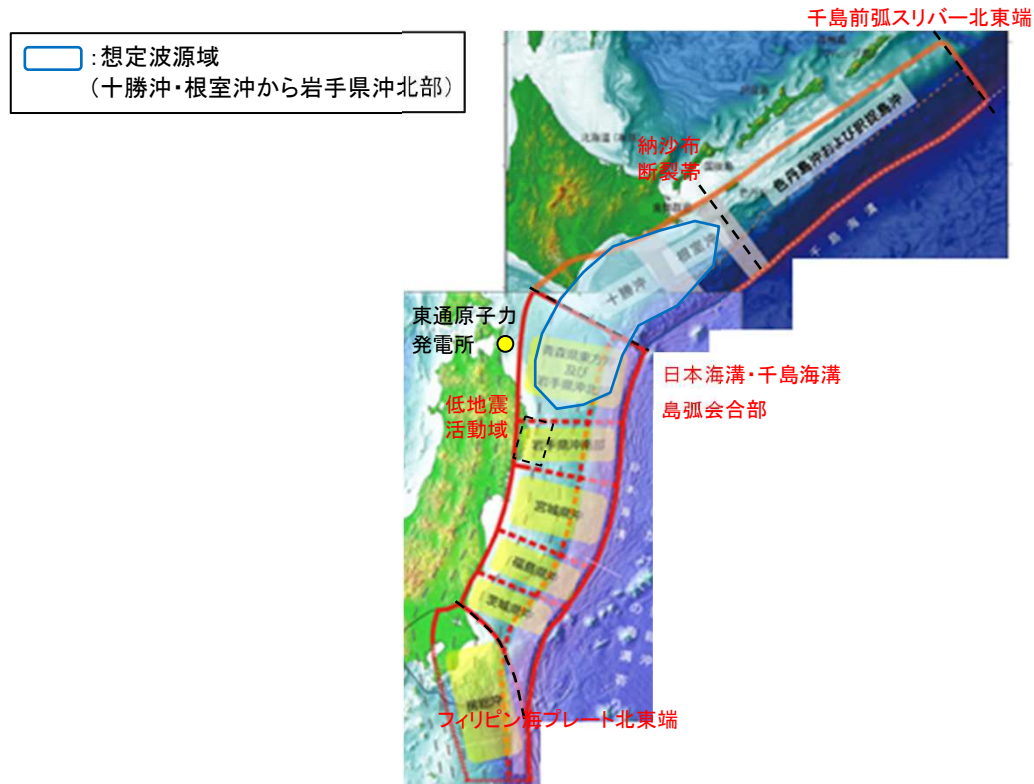 千島前弧スリバー北東端
:想定波源域
(十勝沖・根室沖から岩手県沖北部)
納沙布
断裂帯
色丹島沖および択捉島沖
千島海溝
根室沖
十勝沖
東通原子力
発電所
青森県東方
及び
岩手県沖北
日本海溝・千島海溝
島弧会合部
低地震
活動域
岩手県沖南部
宮城県沖
福島県沖
茨城県沖
房総沖
フィリピン海プレート北東端